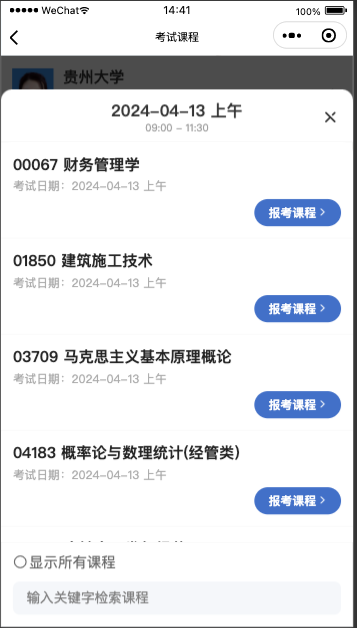 WeChat 14:41 100%
考试课程
贵州大学
2024-04-13 上午
09:00 - 11:30
00067 财务管理学
考试日期：2024-04-13 上午
报考课程
01850 建筑施工技术
考试日期：2024-04-13 上午
报考课程
03709 马克思主义基本原理概论
考试日期：2024-04-13 上午
报考课程
04183 概率论与数理统计(经管类)
考试日期：2024-04-13 上午
报考课程
显示所有课程
输入关键字检索课程